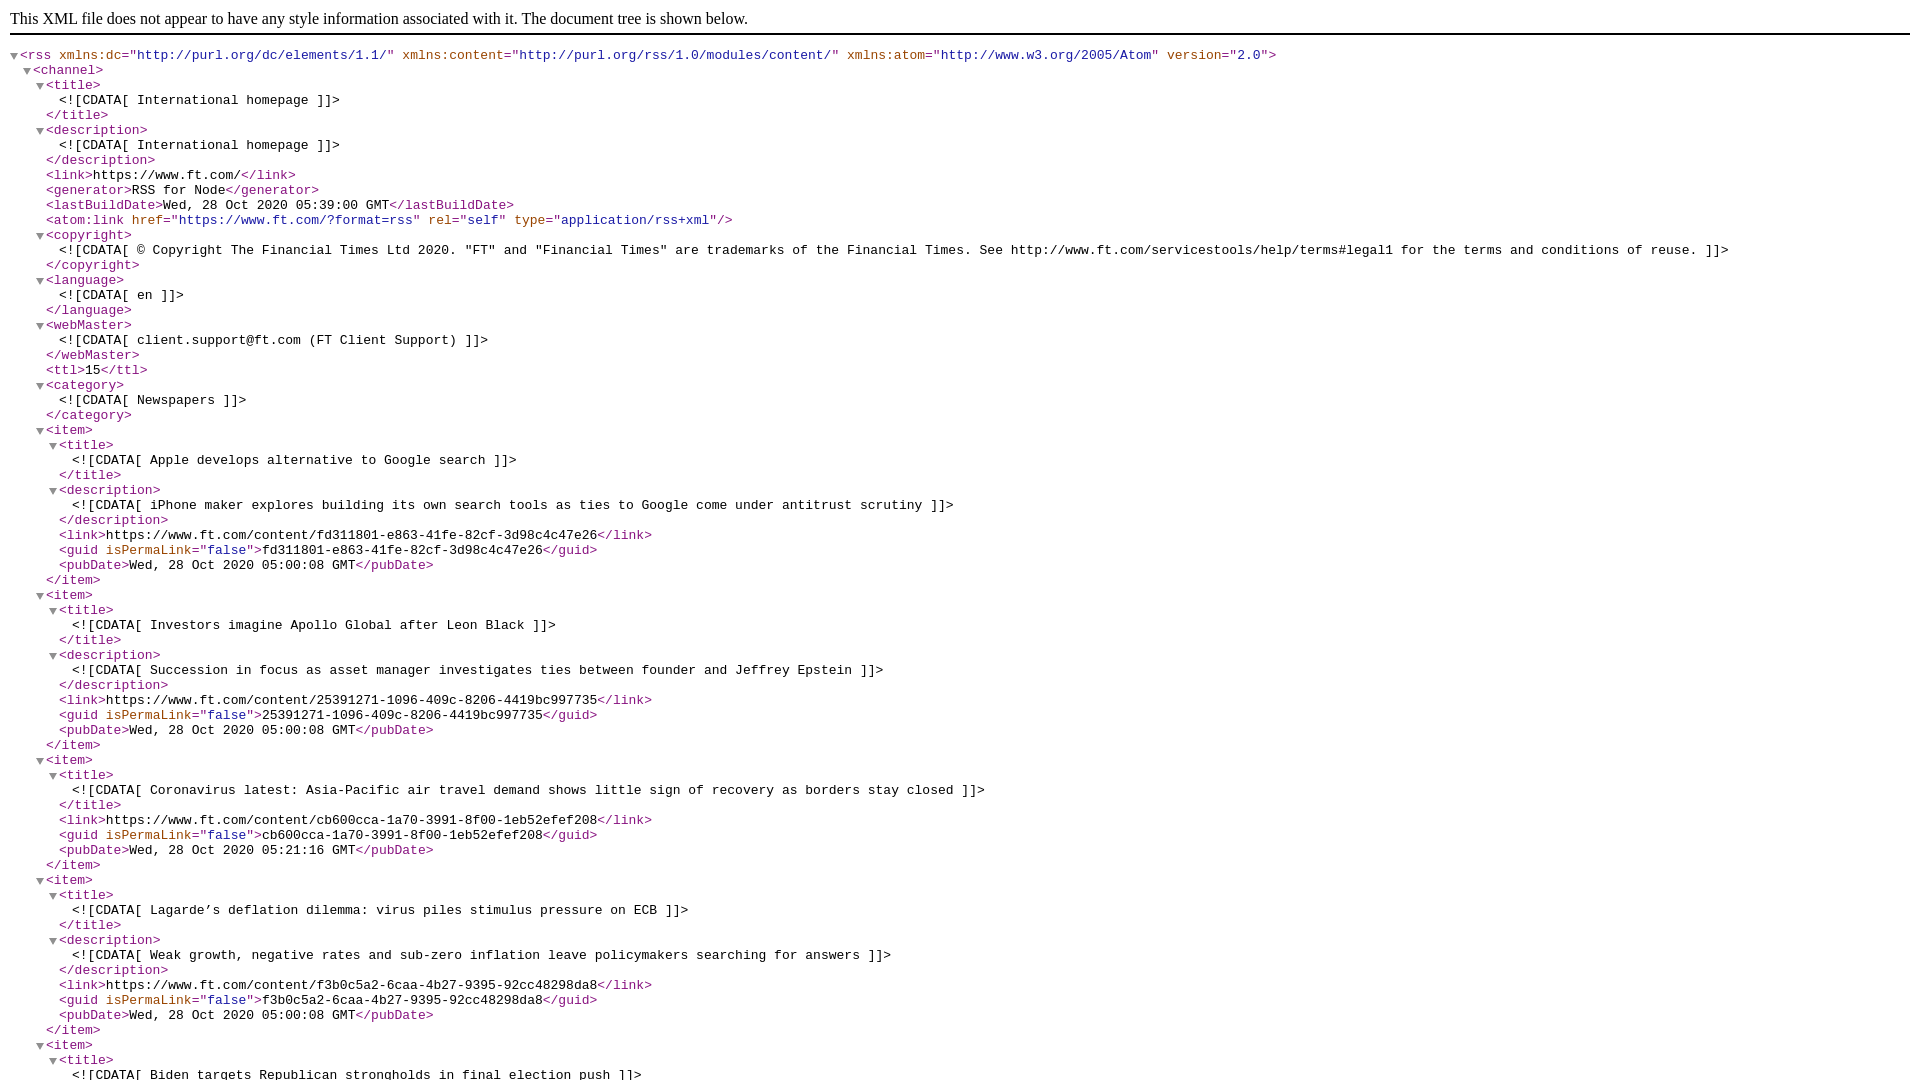 This XML file does not appear to have any style information associated with it. The document tree is shown below.
<rss xmlns:dc="http://purl.org/dc/elements/1.1/" xmlns:content="http://purl.org/rss/1.0/modules/content/" xmlns:atom="http://www.w3.org/2005/Atom" version="2.0">
<channel>
<title>
<![CDATA[ International homepage ]]>
</title>
<description>
<![CDATA[ International homepage ]]>
</description>
<link>https://www.ft.com/</link>
<generator>RSS for Node</generator>
<lastBuildDate>Wed, 28 Oct 2020 05:39:00 GMT</lastBuildDate>
<atom:link href="https://www.ft.com/?format=rss" rel="self" type="application/rss+xml"/>
<copyright>
<![CDATA[ © Copyright The Financial Times Ltd 2020. "FT" and "Financial Times" are trademarks of the Financial Times. See http://www.ft.com/servicestools/help/terms#legal1 for the terms and conditions of reuse. ]]>
</copyright>
<language>
<![CDATA[ en ]]>
</language>
<webMaster>
<![CDATA[ client.support@ft.com (FT Client Support) ]]>
</webMaster>
<ttl>15</ttl>
<category>
<![CDATA[ Newspapers ]]>
</category>
<item>
<title>
<![CDATA[ Apple develops alternative to Google search ]]>
</title>
<description>
<![CDATA[ iPhone maker explores building its own search tools as ties to Google come under antitrust scrutiny ]]>
</description>
<link>https://www.ft.com/content/fd311801-e863-41fe-82cf-3d98c4c47e26</link>
<guid isPermaLink="false">fd311801-e863-41fe-82cf-3d98c4c47e26</guid>
<pubDate>Wed, 28 Oct 2020 05:00:08 GMT</pubDate>
</item>
<item>
<title>
<![CDATA[ Investors imagine Apollo Global after Leon Black ]]>
</title>
<description>
<![CDATA[ Succession in focus as asset manager investigates ties between founder and Jeffrey Epstein ]]>
</description>
<link>https://www.ft.com/content/25391271-1096-409c-8206-4419bc997735</link>
<guid isPermaLink="false">25391271-1096-409c-8206-4419bc997735</guid>
<pubDate>Wed, 28 Oct 2020 05:00:08 GMT</pubDate>
</item>
<item>
<title>
<![CDATA[ Coronavirus latest: Asia-Pacific air travel demand shows little sign of recovery as borders stay closed ]]>
</title>
<link>https://www.ft.com/content/cb600cca-1a70-3991-8f00-1eb52efef208</link>
<guid isPermaLink="false">cb600cca-1a70-3991-8f00-1eb52efef208</guid>
<pubDate>Wed, 28 Oct 2020 05:21:16 GMT</pubDate>
</item>
<item>
<title>
<![CDATA[ Lagarde’s deflation dilemma: virus piles stimulus pressure on ECB ]]>
</title>
<description>
<![CDATA[ Weak growth, negative rates and sub-zero inflation leave policymakers searching for answers ]]>
</description>
<link>https://www.ft.com/content/f3b0c5a2-6caa-4b27-9395-92cc48298da8</link>
<guid isPermaLink="false">f3b0c5a2-6caa-4b27-9395-92cc48298da8</guid>
<pubDate>Wed, 28 Oct 2020 05:00:08 GMT</pubDate>
</item>
<item>
<title>
<![CDATA[ Biden targets Republican strongholds in final election push ]]>